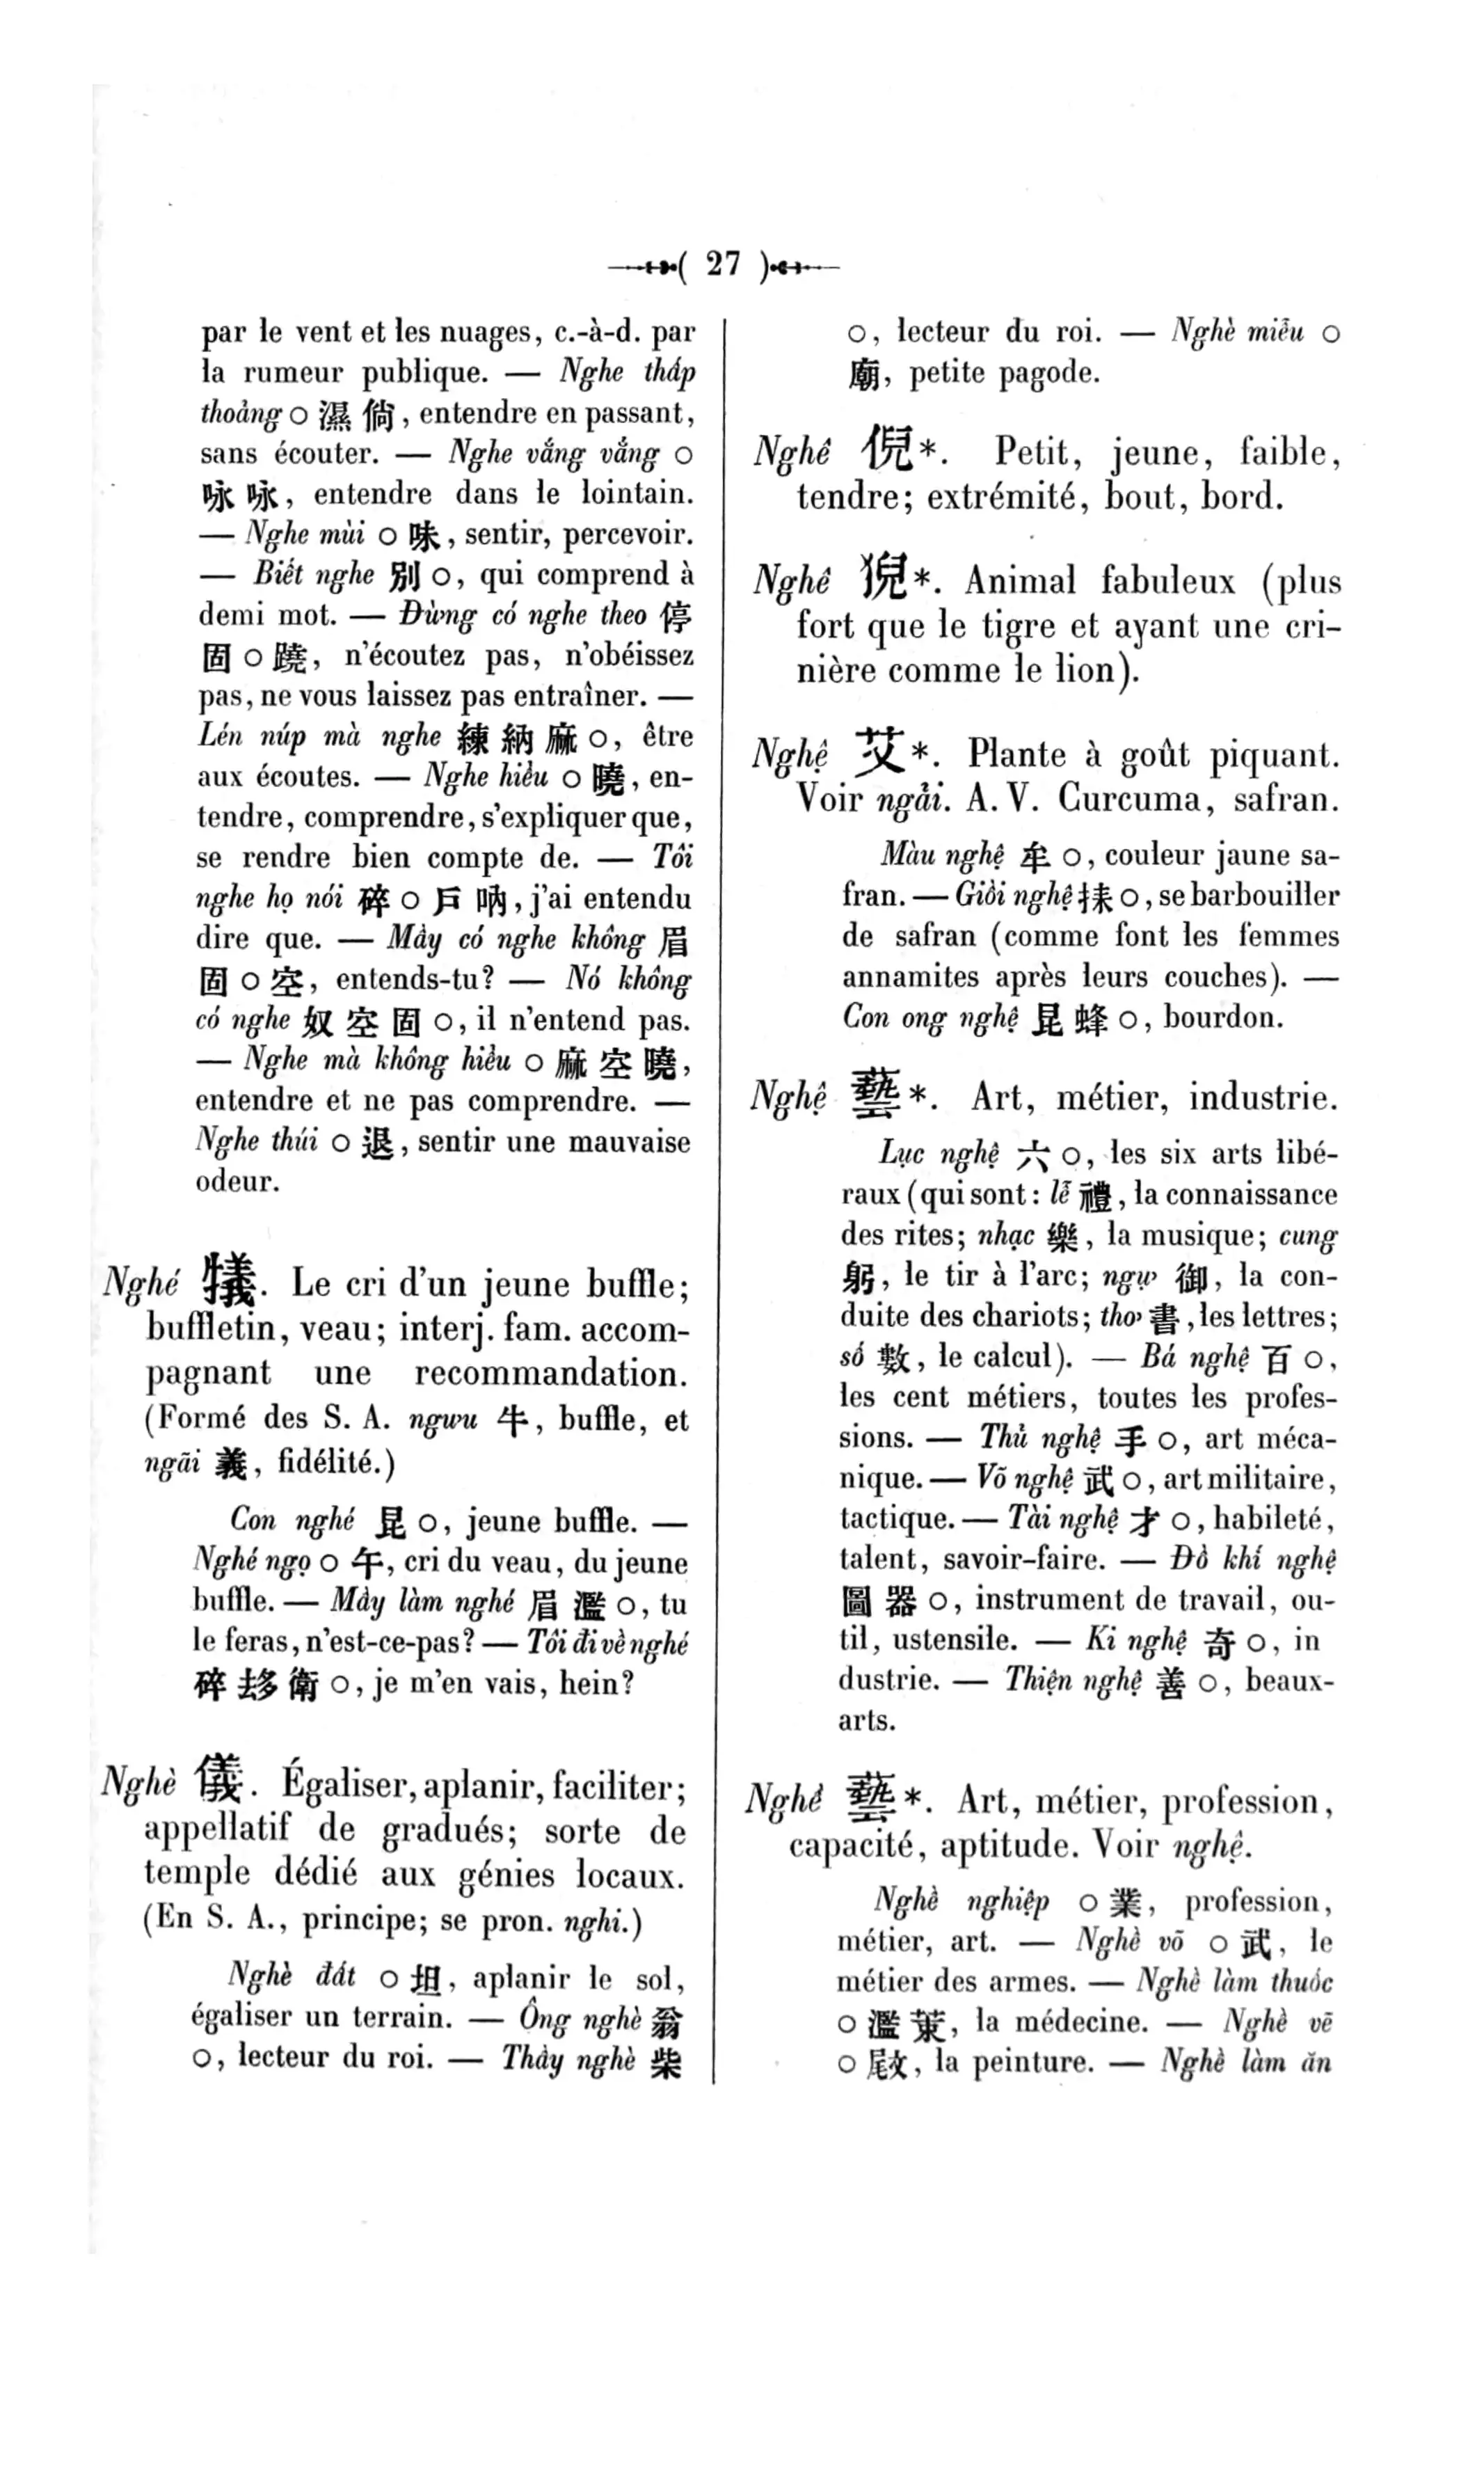 ( 27 )
par le vent et les nuages, c.-à-d. par
la rumeur publique. — Nghe thấp
thoảng o 濕 倘, entendre en passant,
sans écouter. — Nghe vẳng vẳng o
咏 咏, entendre dans le lointain.
— Nghe mùi o 味, sentir, percevoir.
— Biết nghe 別 o, qui comprend à
demi mot. — Đừng có nghe theo 停
固 o 蹺, n'écoutez pas, n'obéissez
pas, ne vous laissez pas entraîner. —
Lén núp mà nghe 練 納 麻 o, être
aux écoutes. — Nghe hiểu o 曉, en-
tendre, comprendre, s'expliquer que,
se rendre bien compte de. — Tôi
nghe họ nói 碎 o 戶 吶, j'ai entendu
dire que. — Mầy có nghe không 眉
固 o 空, entends-tu? — Nó không
có nghe 奴 空 固 o, il n'entend pas.
— Nghe mà không hiểu o 麻 空 曉,
entendre et ne pas comprendre. —
Nghe thúi o 退, sentir une mauvaise
odeur.
Nghé 犠. Le cri d'un jeune buffle;
buffletin, veau; interj. fam. accom-
pagnant une recommandation.
(Formé des S. A. ngưu 牛, buffle, et
ngãi 義, fidélité.)
Con nghé 昆 o, jeune buffle. —
Nghé ngọ o 午, cri du veau, du jeune
buffle. — Mầy làm nghé 眉 濫 o, tu
le feras, n'est-ce-pas? — Tôi đi về nghé
碎 𠫾 衛 o, je m'en vais, hein?
Nghè 儀. Égaliser, aplanir, faciliter;
appellatif de gradués; sorte de
temple dédié aux génies locaux.
(En S. A., principe; se pron. nghi.)
Nghè đất o 坦, aplanir le sol,
égaliser un terrain. — Ông nghè 翁
o, lecteur du roi. — Thầy nghè 柴
o, lecteur du roi. — Nghè miễu o
廟, petite pagode.
Nghê 倪*. Petit, jeune, faible,
tendre; extrémité, bout, bord.
Nghê 猊*. Animal fabuleux (plus
fort que le tigre et ayant une cri-
nière comme le lion).
Nghệ 艾*. Plante à goût piquant.
Voir ngải. A. V. Curcuma, safran.
Màu nghệ 牟 o, couleur jaune sa-
fran. — Giồi nghệ 抹 o, se barbouiller
de safran (comme font les femmes
annamites après leurs couches). —
Con ong nghệ 昆 蜂 o, bourdon.
Nghệ 藝*. Art, métier, industrie.
Lục nghệ 六 o, les six arts libé-
raux (qui sont: lễ 禮, la connaissance
des rites; nhạc 樂, la musique; cung
躬, le tir à l'arc; ngự 御, la con-
duite des chariots; thơ 書, les lettres;
số 數, le calcul). — Bá nghệ 百 o,
les cent métiers, toutes les profes-
sions. — Thủ nghệ 手 o, art méca-
nique. — Võ nghệ 武 o, art militaire,
tactique. — Tài nghệ 才 o, habileté,
talent, savoir-faire. — Đồ khí nghệ
圖 器 o, instrument de travail, ou-
til, ustensile. — Kì nghệ 奇 o, in
dustrie. — Thiện nghệ 善 o, beaux-
arts.
Nghề 藝*. Art, métier, profession,
capacité, aptitude. Voir nghệ.
Nghề nghiệp o 業, profession,
métier, art. — Nghề võ o 武, le
métier des armes. — Nghề làm thuốc
o 濫 葉, la médecine. — Nghề vẽ
o, la peinture. — Nghề làm ăn